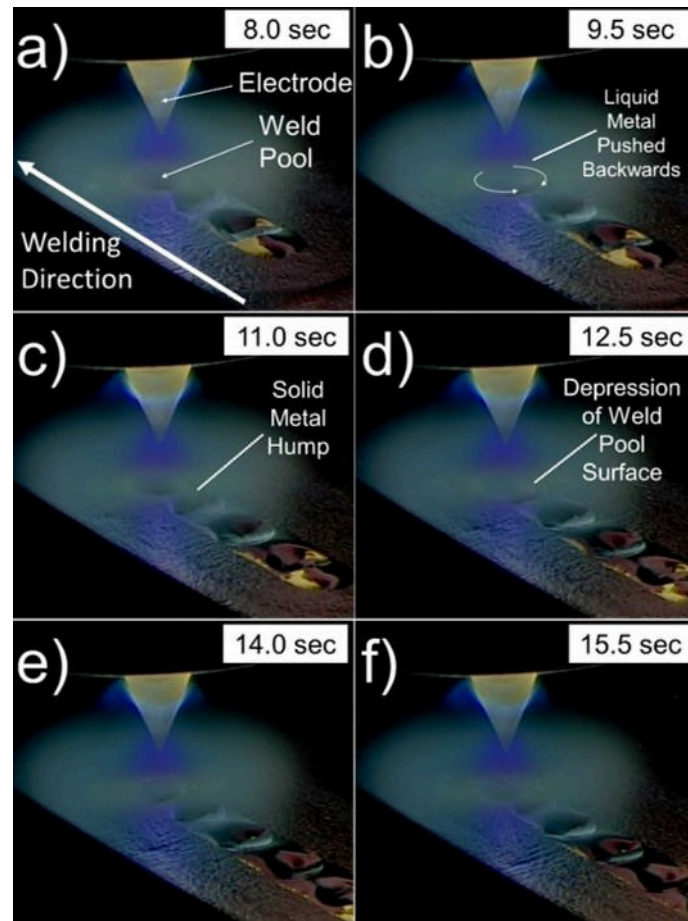 a)
8.0 sec
Electrode
Weld
Pool
Welding
Direction
b)
9.5 sec
Liquid
Metal
Pushed
Backwards
c)
11.0 sec
Solid
Metal
Hump
d)
12.5 sec
Depression
of Weld
Pool
Surface
e)
14.0 sec
f)
15.5 sec